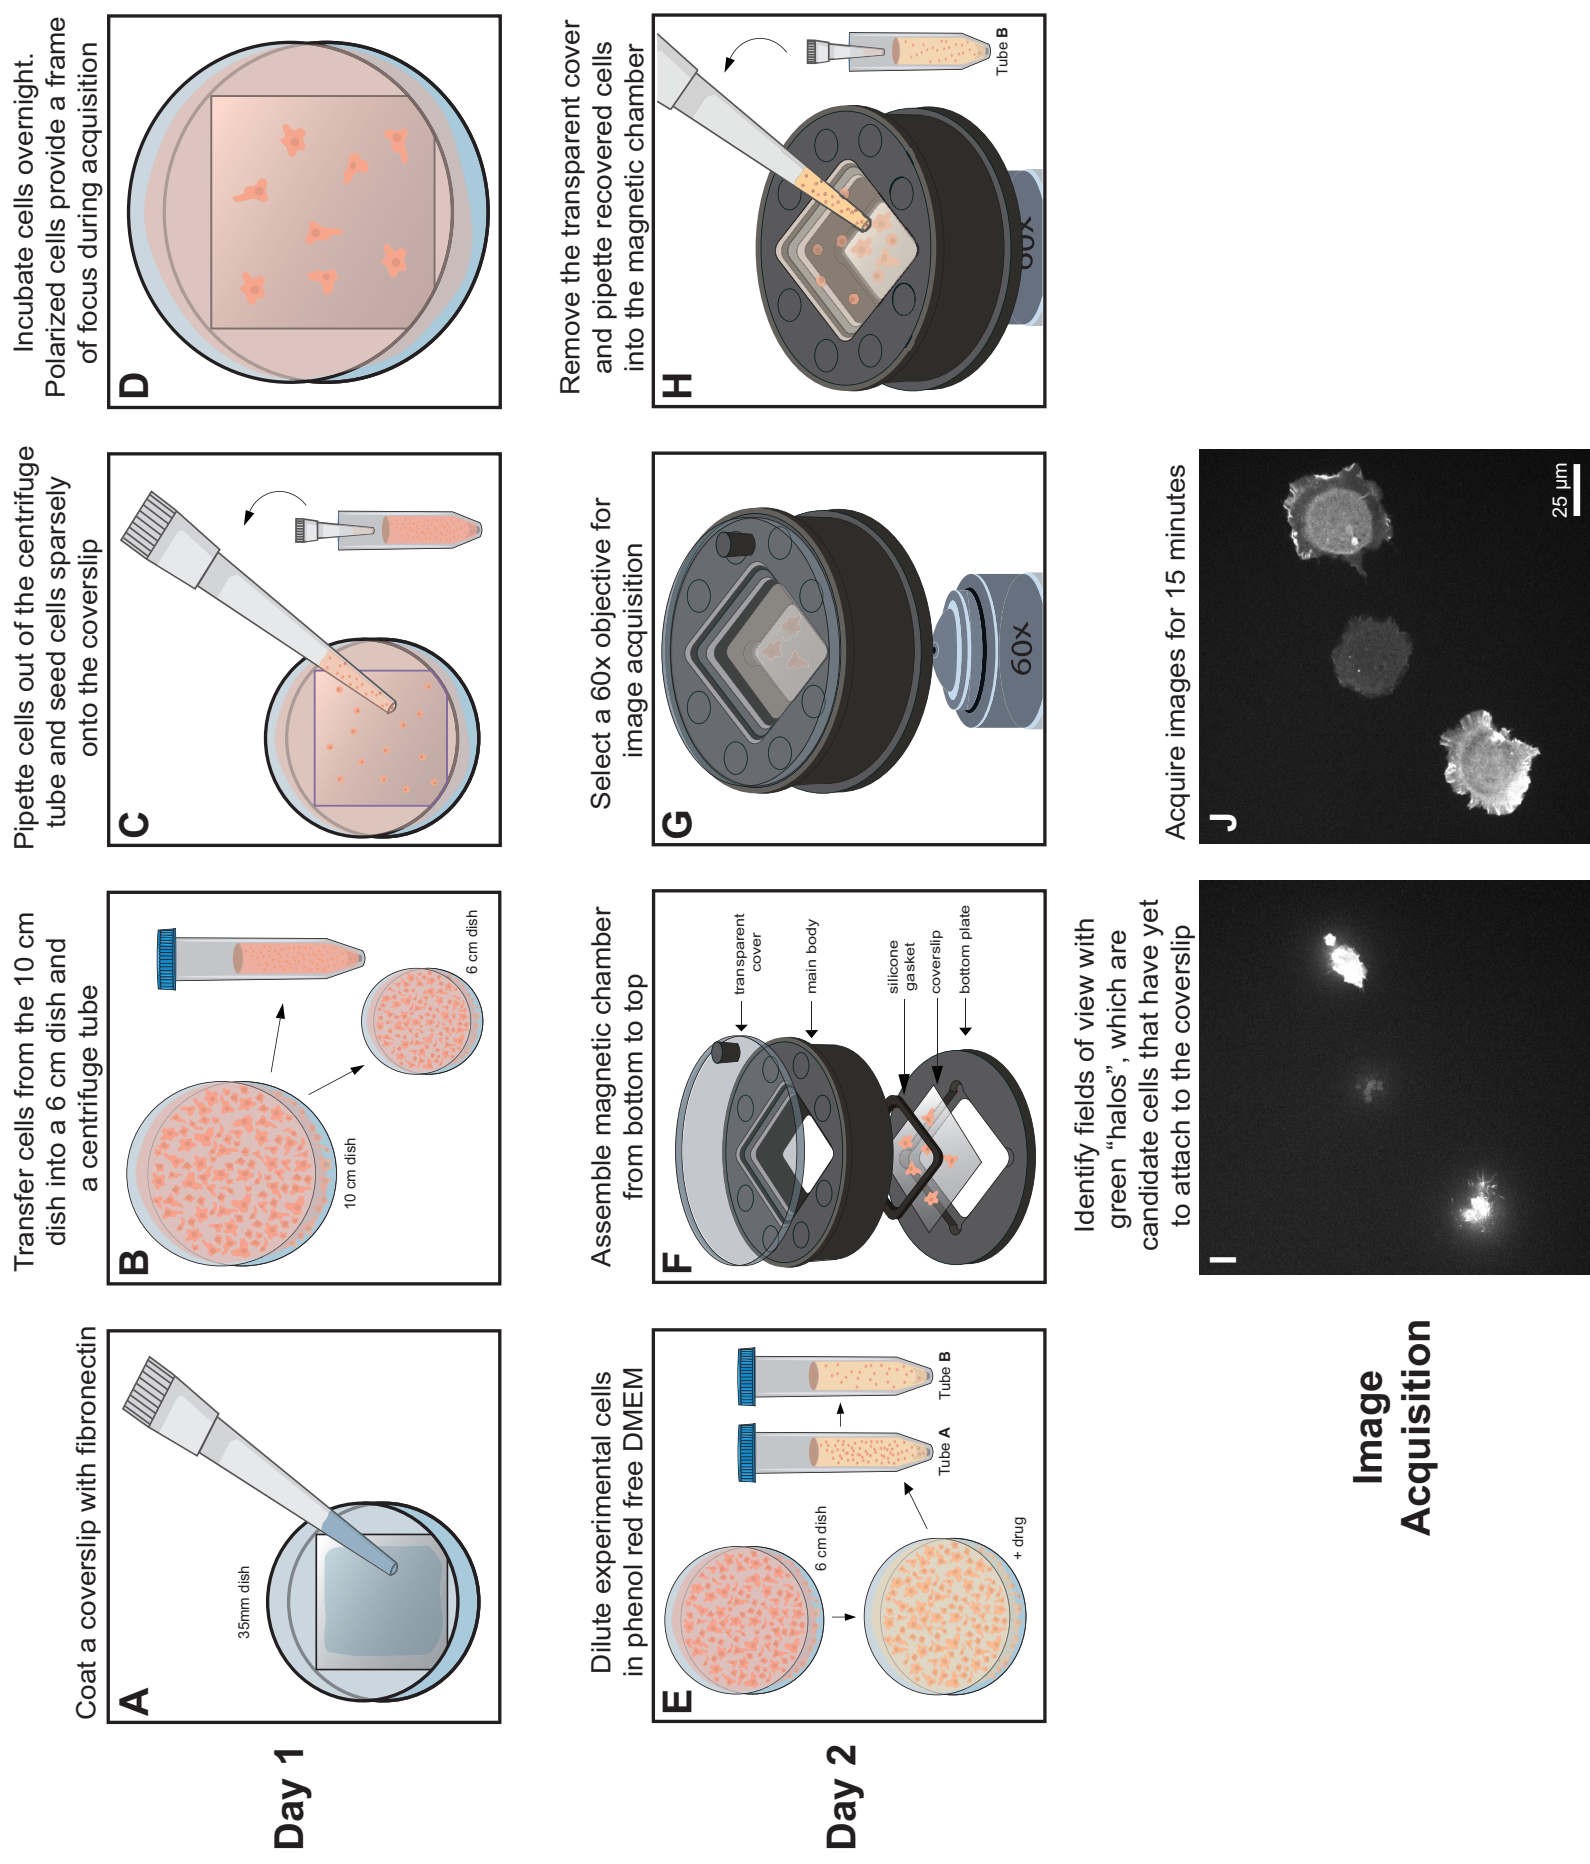 Day 1
Coat a coverslip with fibronectin
A
35mm dish
Transfer cells from the 10 cm
dish into a 6 cm dish and
a centrifuge tube
B
10 cm dish
6 cm dish
Pipette cells out of the centrifuge
tube and seed cells sparsely
onto the coverslip
C
Incubate cells overnight.
Polarized cells provide a frame
of focus during acquisition
D
Day 2
Dilute experimental cells
in phenol red free DMEM
E
6 cm dish
+ drug
Tube A
Tube B
Assemble magnetic chamber
from bottom to top
F
transparent
cover
main body
silicone
gasket
coverslip
bottom plate
Select a 60x objective for
image acquisition
G
60x
Remove the transparent cover
and pipette recovered cells
into the magnetic chamber
H
60x
Tube B
Image
Acquisition
Identify fields of view with
green “halos”, which are
candidate cells that have yet
to attach to the coverslip
I
Acquire images for 15 minutes
J
25 µm